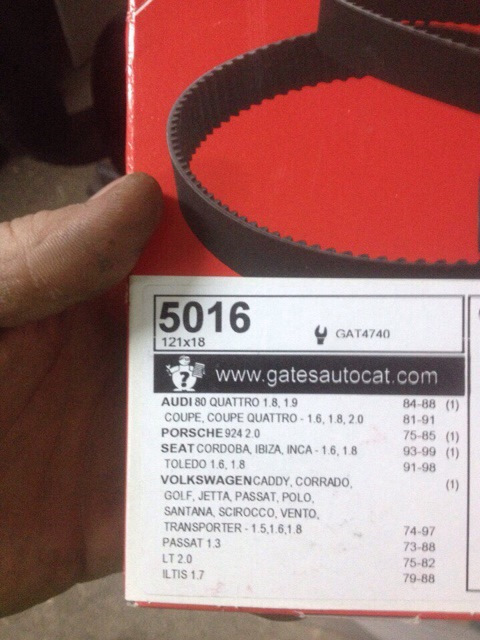 5016
121x18
GAT4740
?
www.gatesautocat.com
AUDI 80 QUATTRO 1.8, 1.9 84-88 (1)
COUPE, COUPE QUATTRO - 1.6, 1.8, 2.0 81-91
PORSCHE 924 2.0 75-85 (1)
SEAT CORDOBA, IBIZA, INCA - 1.6, 1.8 93-99 (1)
TOLEDO 1.6, 1.8 91-98
VOLKSWAGEN CADDY, CORRADO, (1)
GOLF, JETTA, PASSAT, POLO,
SANTANA, SCIROCCO, VENTO,
TRANSPORTER - 1.5,1.6,1.8 74-97
PASSAT 1.3 73-88
LT 2.0 75-82
ILTIS 1.7 79-88